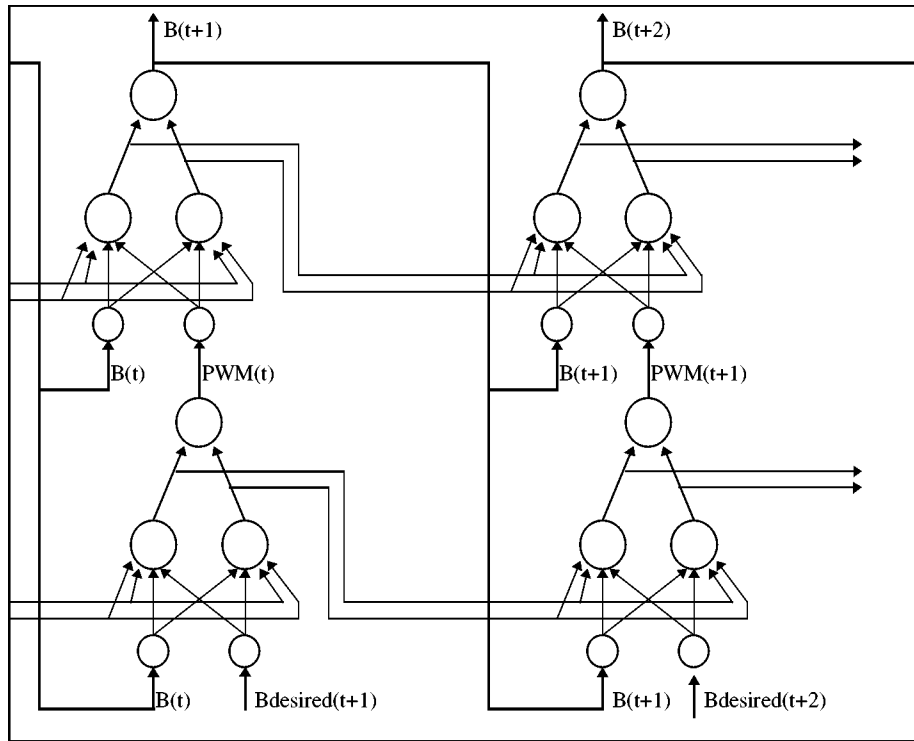 B(t+1)
B(t+2)
B(t)
PWM(t)
B(t+1)
PWM(t+1)
B(t)
Bdesired(t+1)
B(t+1)
Bdesired(t+2)